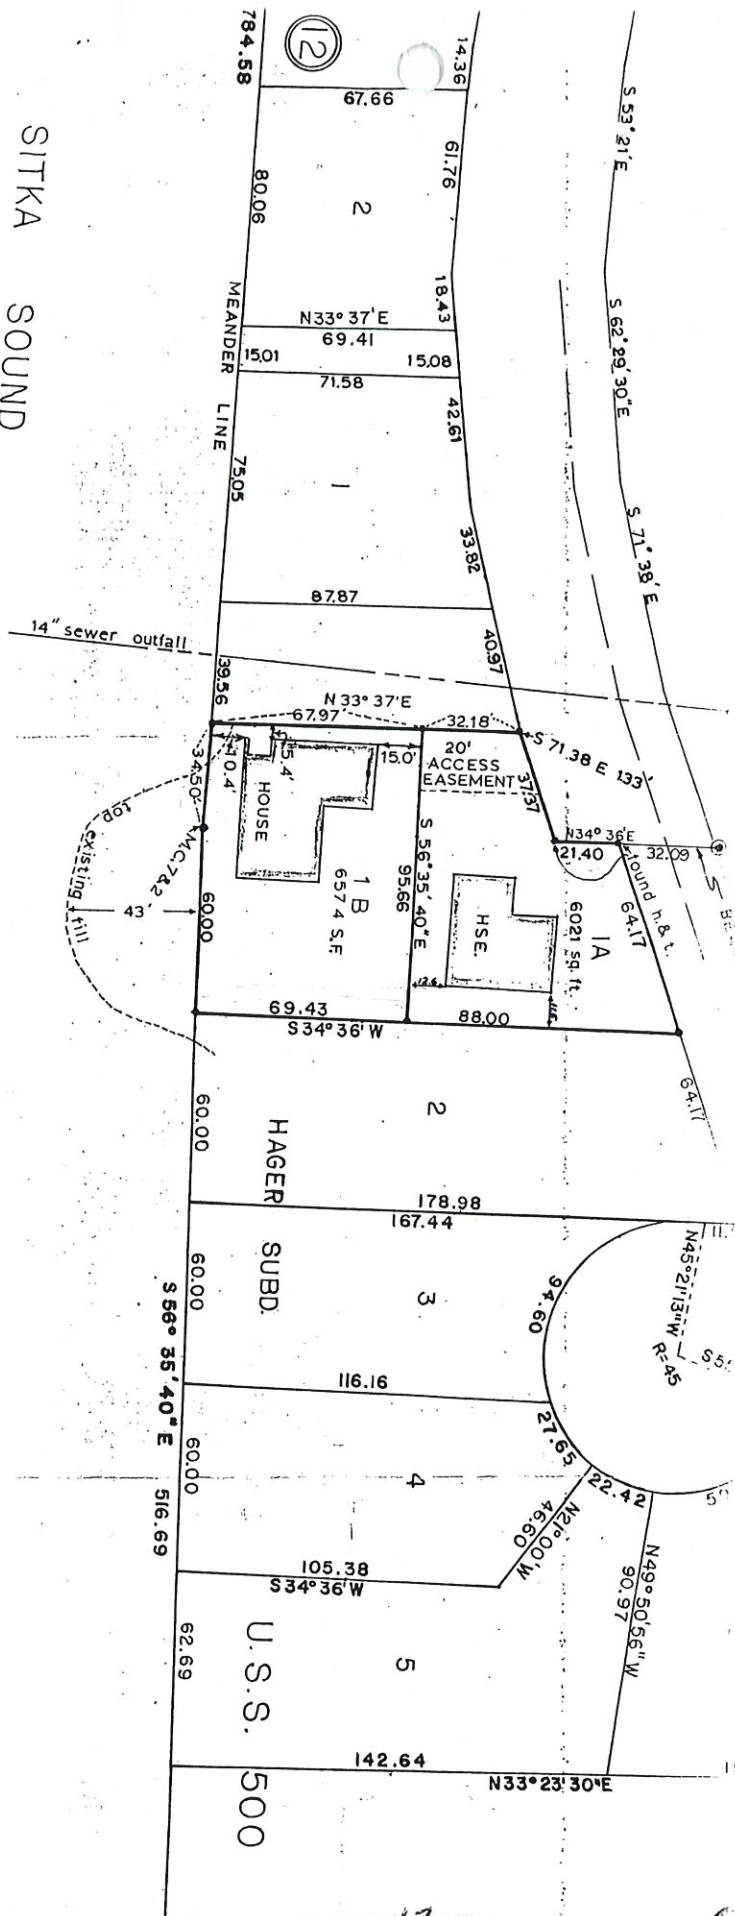 784.58
12
14.36
67.66
S 53° 21' E
61.76
80.06
2
SITKA SOUND
18.43
N33° 37' E
69.41
15.01
15.08
71.58
MEANDER LINE
S 62° 29' 30" E
42.61
75.05
1
33.82
S 71° 38' E
87.87
14" sewer outfall
40.97
39.56
N 33° 37' E
67.97'
32.18'
S 71.38 E 133'
20'
ACCESS
EASEMENT
37.37
15.0'
5.4'
10.4'
34.50'
HOUSE
MC-7&2
top existing fill
43'
60.00
1B
6574 S.F.
S 56° 35' 40" E
95.66
HSE.
1A
6021 sq. ft.
N34° 36' E
21.40
32.09
found h.& t.
64.17
12.6
69.43
S34° 36' W
88.00
64.17
60.00
2
HAGER SUBD.
178.98
167.44
N45° 21' 13" W
R=45
60.00
3
94.60
S 56° 35' 40" E 516.69
116.16
27.65
60.00
4
22.42
N21° 00' W
46.60
105.38
S34° 36' W
N49° 50' 56" W
90.97
62.69
5
U.S.S. 500
142.64
N33° 23' 30" E